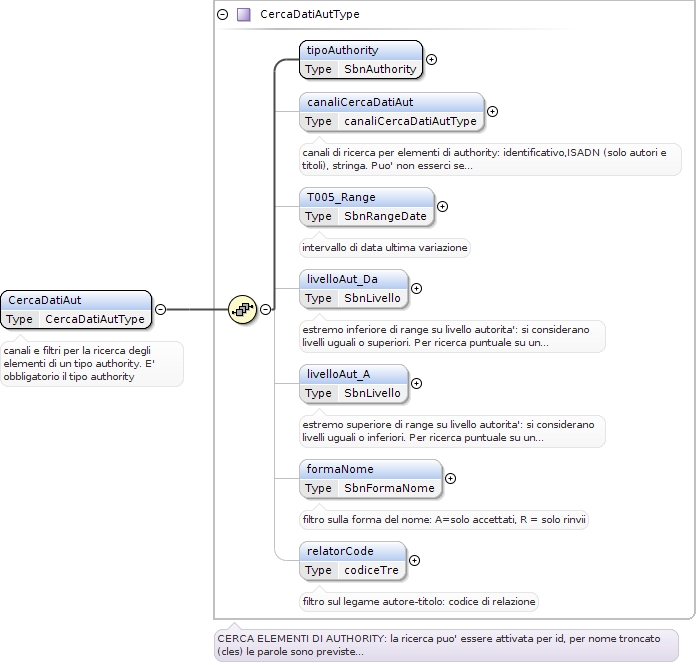 CercaDatiAutType
tipoAuthority
Type SbnAuthority
canaliCercaDatiAut
Type canaliCercaDatiAutType
canali di ricerca per elementi di authority: identificativo,ISADN (solo autori e
titoli), stringa. Puo' non esserci se...
T005_Range
Type SbnRangeDate
intervallo di data ultima variazione
livelloAut_Da
Type SbnLivello
CercaDatiAut
Type CercaDatiAutType
canali e filtri per la ricerca degli
elementi di un tipo authority. E'
obbligatorio il tipo authority
estremo inferiore di range su livello autorita': si considerano
livelli uguali o superiori. Per ricerca puntuale su un...
livelloAut_A
Type SbnLivello
estremo superiore di range su livello autorita': si considerano
livelli uguali o inferiori. Per ricerca puntuale su un...
formaNome
Type SbnFormaNome
filtro sulla forma del nome: A=solo accettati, R = solo rinvii
relatorCode
Type codiceTre
filtro sul legame autore-titolo: codice di relazione
CERCA ELEMENTI DI AUTHORITY: la ricerca puo' essere attivata per id, per nome troncato
(cles) le parole sono previste...